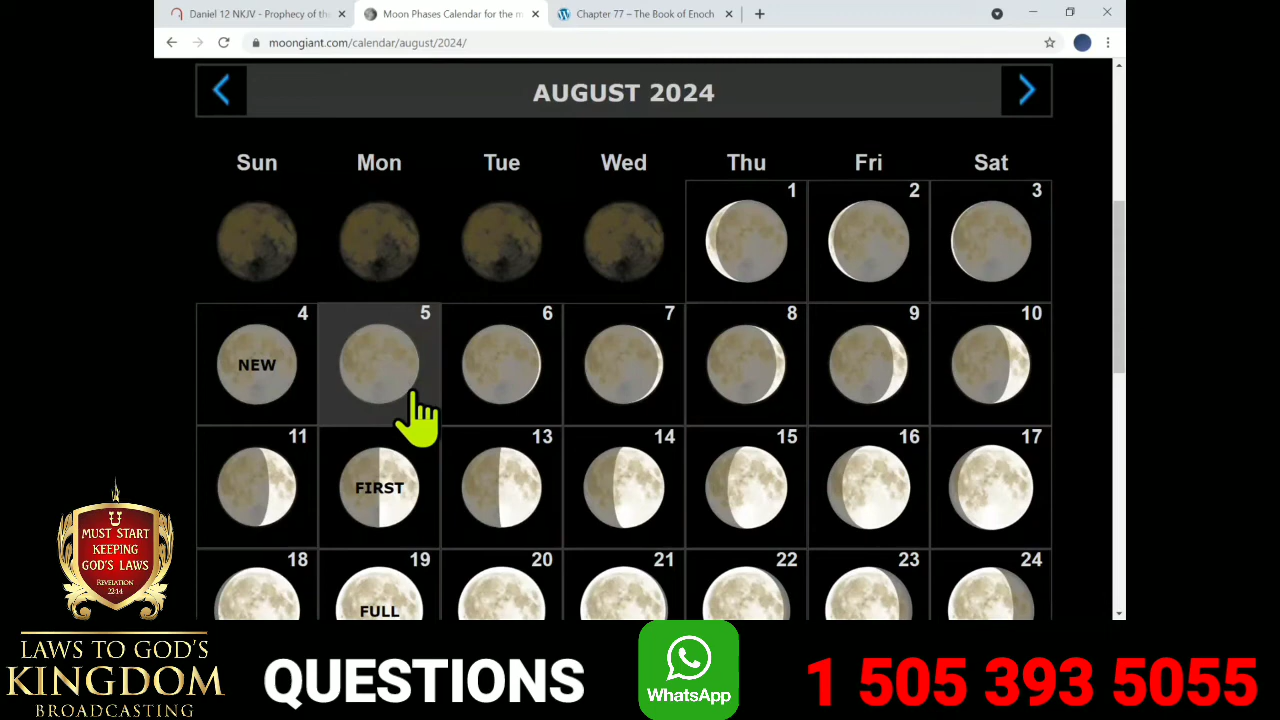 Daniel 12 NKJV - Prophecy of th
Moon Phases Calendar for the m
Chapter 77 – The Book of Enoch
moongiant.com/calendar/august/2024/
AUGUST 2024
Sun Mon Tue Wed Thu Fri Sat
1 2 3
4 5 6 7 8 9 10
NEW
11 13 14 15 16 17
FIRST
18 19 20 21 22 23 24
FULL
U
MUST START
KEEPING
GOD'S LAWS
REVELATION
22:14
LAWS TO GOD'S
KINGDOM
BROADCASTING
QUESTIONS
WhatsApp
1 505 393 5055